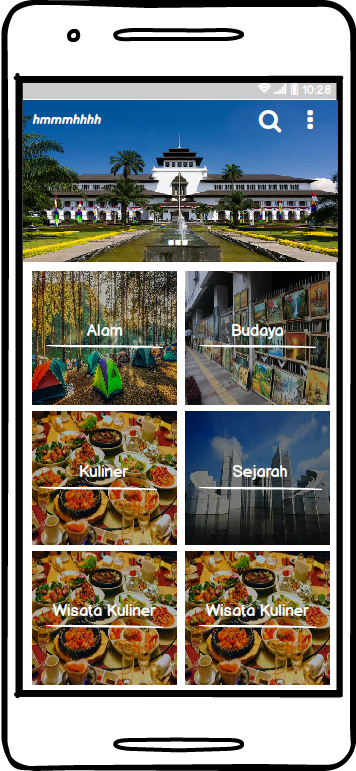 10:28
hmmmhhhh
Alam
Budaya
Kuliner
Sejarah
Wisata Kuliner
Wisata Kuliner